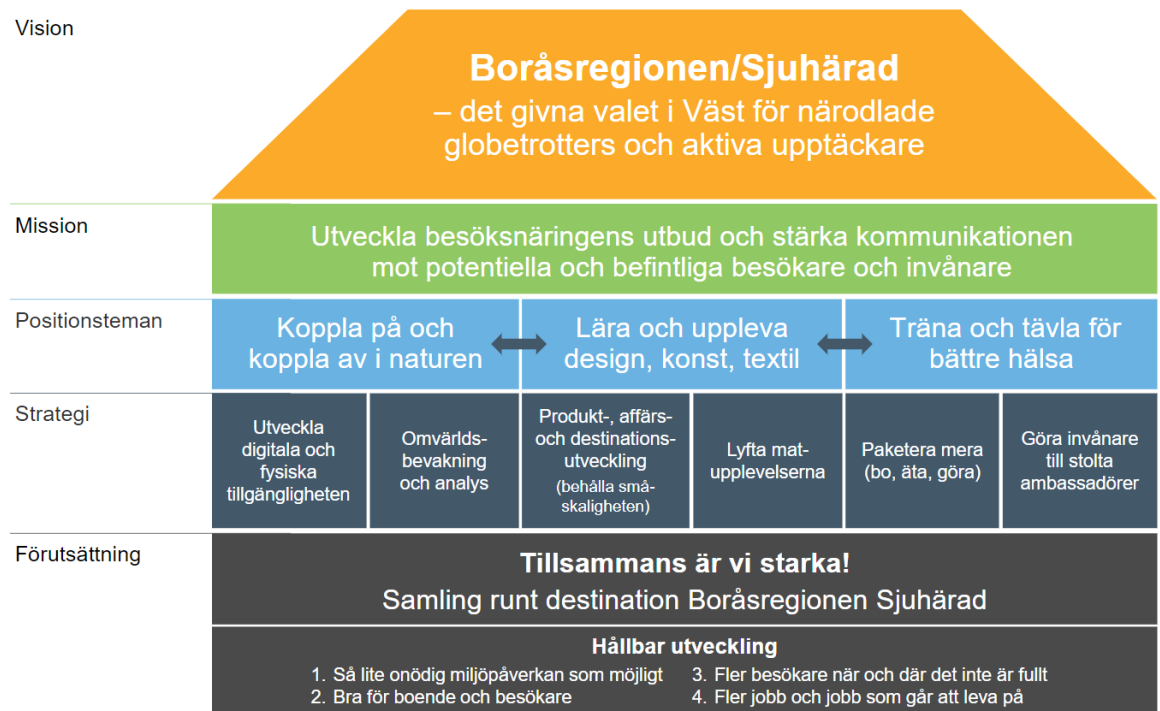 Vision
Boråsregionen/Sjuhärad
– det givna valet i Väst för närodlade
globetrotters och aktiva upptäckare
Mission
Utveckla besöksnäringens utbud och stärka kommunikationen
mot potentiella och befintliga besökare och invånare
Positionsteman
Koppla på och
koppla av i naturen
Lära och uppleva
design, konst, textil
Träna och tävla för
bättre hälsa
Strategi
Utveckla
digitala och
fysiska
tillgängligheten
Omvärlds-
bevakning
och analys
Produkt-, affärs-
och destinations-
utveckling
(behålla små-
skaligheten)
Lyfta mat-
upplevelserna
Paketera mera
(bo, äta, göra)
Göra invånare
till stolta
ambassadörer
Förutsättning
Tillsammans är vi starka!
Samling runt destination Boråsregionen Sjuhärad
Hållbar utveckling
1. Så lite onödig miljöpåverkan som möjligt
2. Bra för boende och besökare
3. Fler besökare när och där det inte är fullt
4. Fler jobb och jobb som går att leva på